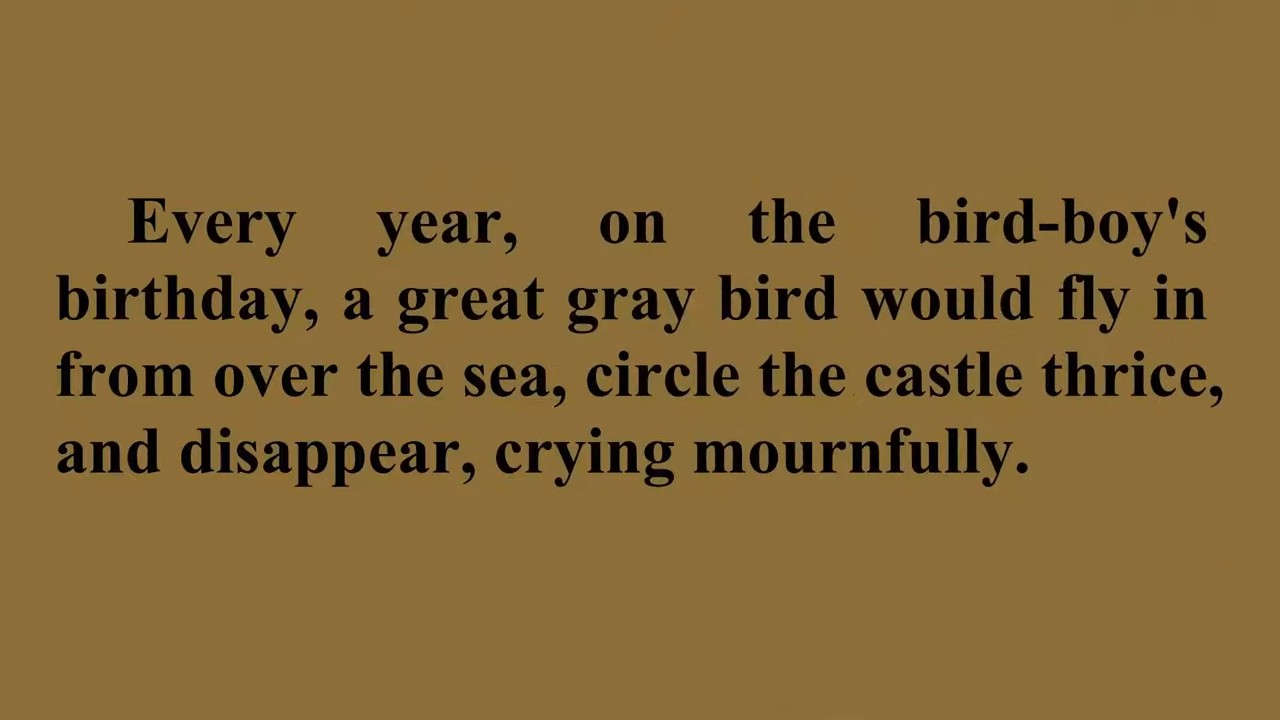 Every year, on the bird-boy's
birthday, a great gray bird would fly in
from over the sea, circle the castle thrice,
and disappear, crying mournfully.